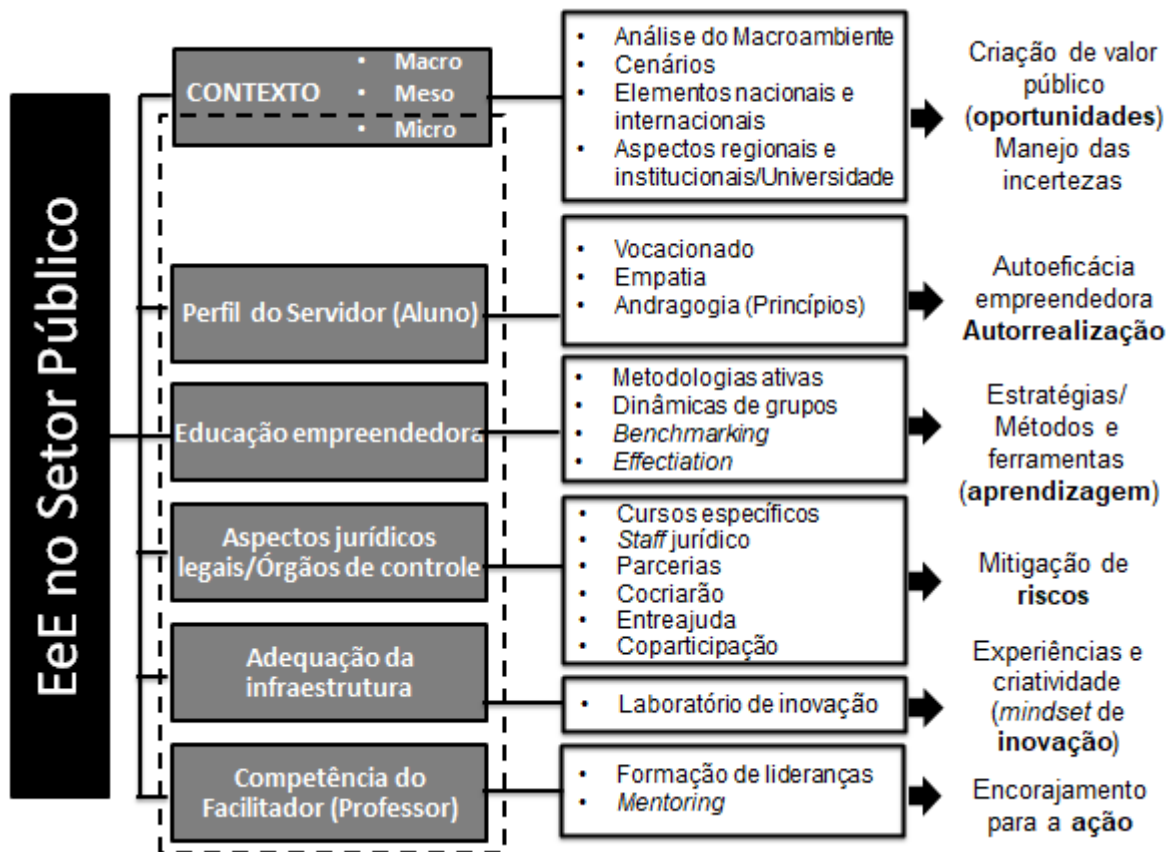 EeE no Setor Público
CONTEXTO
• Macro
• Meso
• Micro
• Análise do Macroambiente
• Cenários
• Elementos nacionais e
internacionais
• Aspectos regionais e
institucionais/Universidade
Criação de valor
público
(oportunidades)
Manejo das
incertezas
Perfil do Servidor (Aluno)
• Vocacionado
• Empatia
• Andragogia (Princípios)
Autoeficácia
empreendedora
Autorrealização
Educação empreendedora
• Metodologias ativas
• Dinâmicas de grupos
• Benchmarking
• Effectiation
Estratégias/
Métodos e
ferramentas
(aprendizagem)
Aspectos jurídicos
legais/Órgãos de controle
• Cursos específicos
• Staff jurídico
• Parcerias
• Cocriarão
• Entreajuda
• Coparticipação
Mitigação de
riscos
Adequação da
infraestrutura
• Laboratório de inovação
Experiências e
criatividade
(mindset de
inovação)
Competência do
Facilitador (Professor)
• Formação de lideranças
• Mentoring
Encorajamento
para a ação